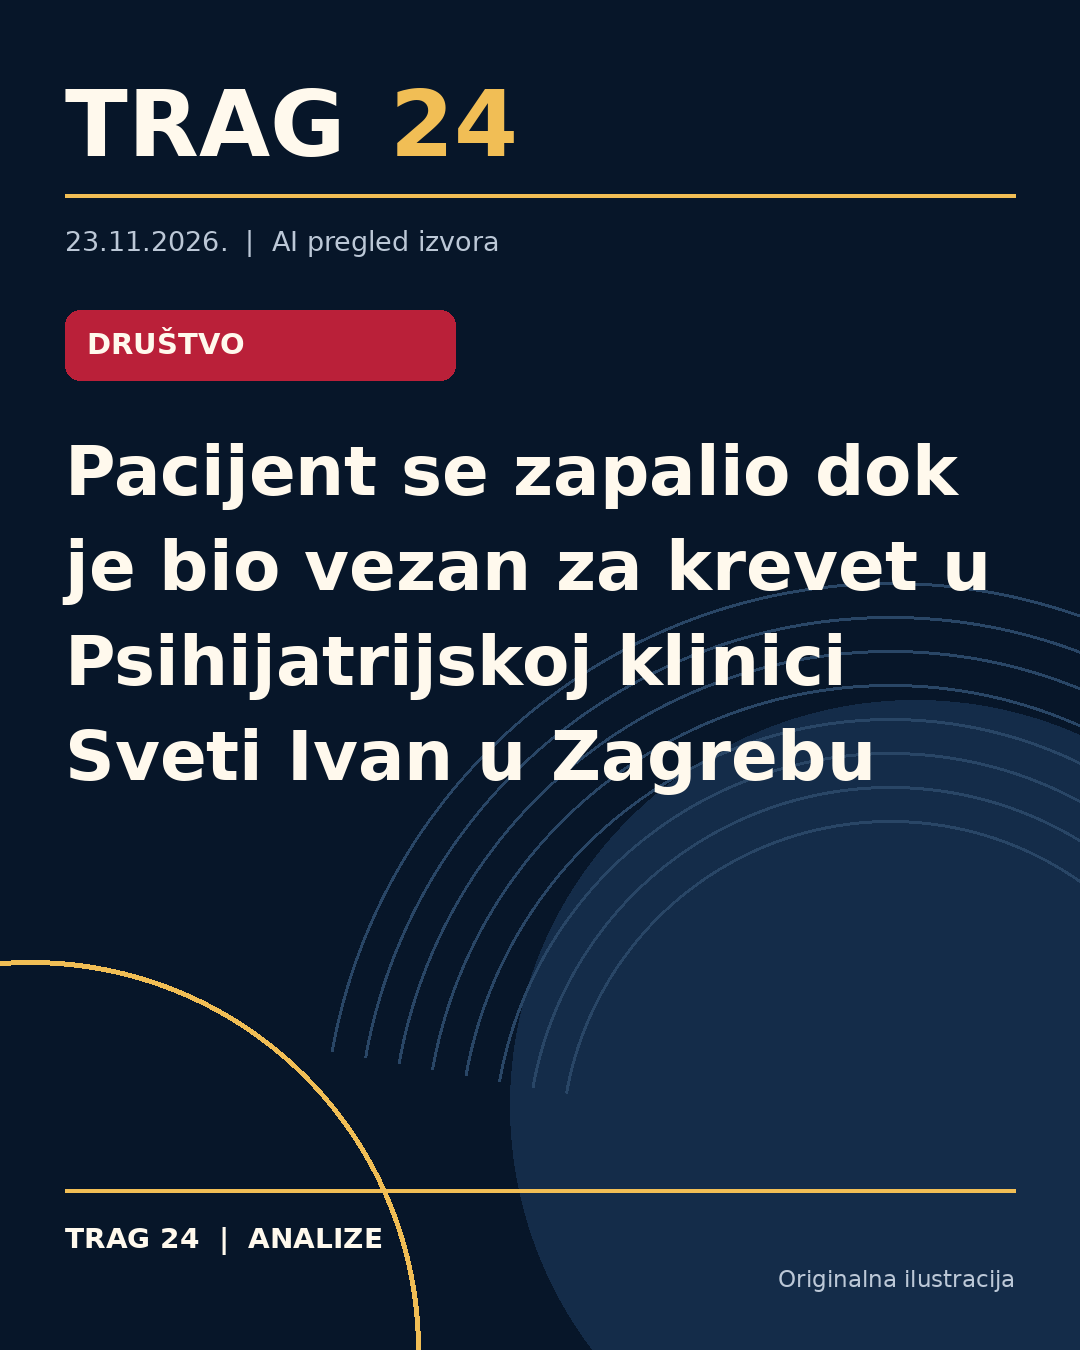 TRAG 24
23.11.2026. | AI pregled izvora
DRUŠTVO
Pacijent se zapalio dok
je bio vezan za krevet u
Psihijatrijskoj klinici
Sveti Ivan u Zagrebu
TRAG 24 | ANALIZE
Originalna ilustracija